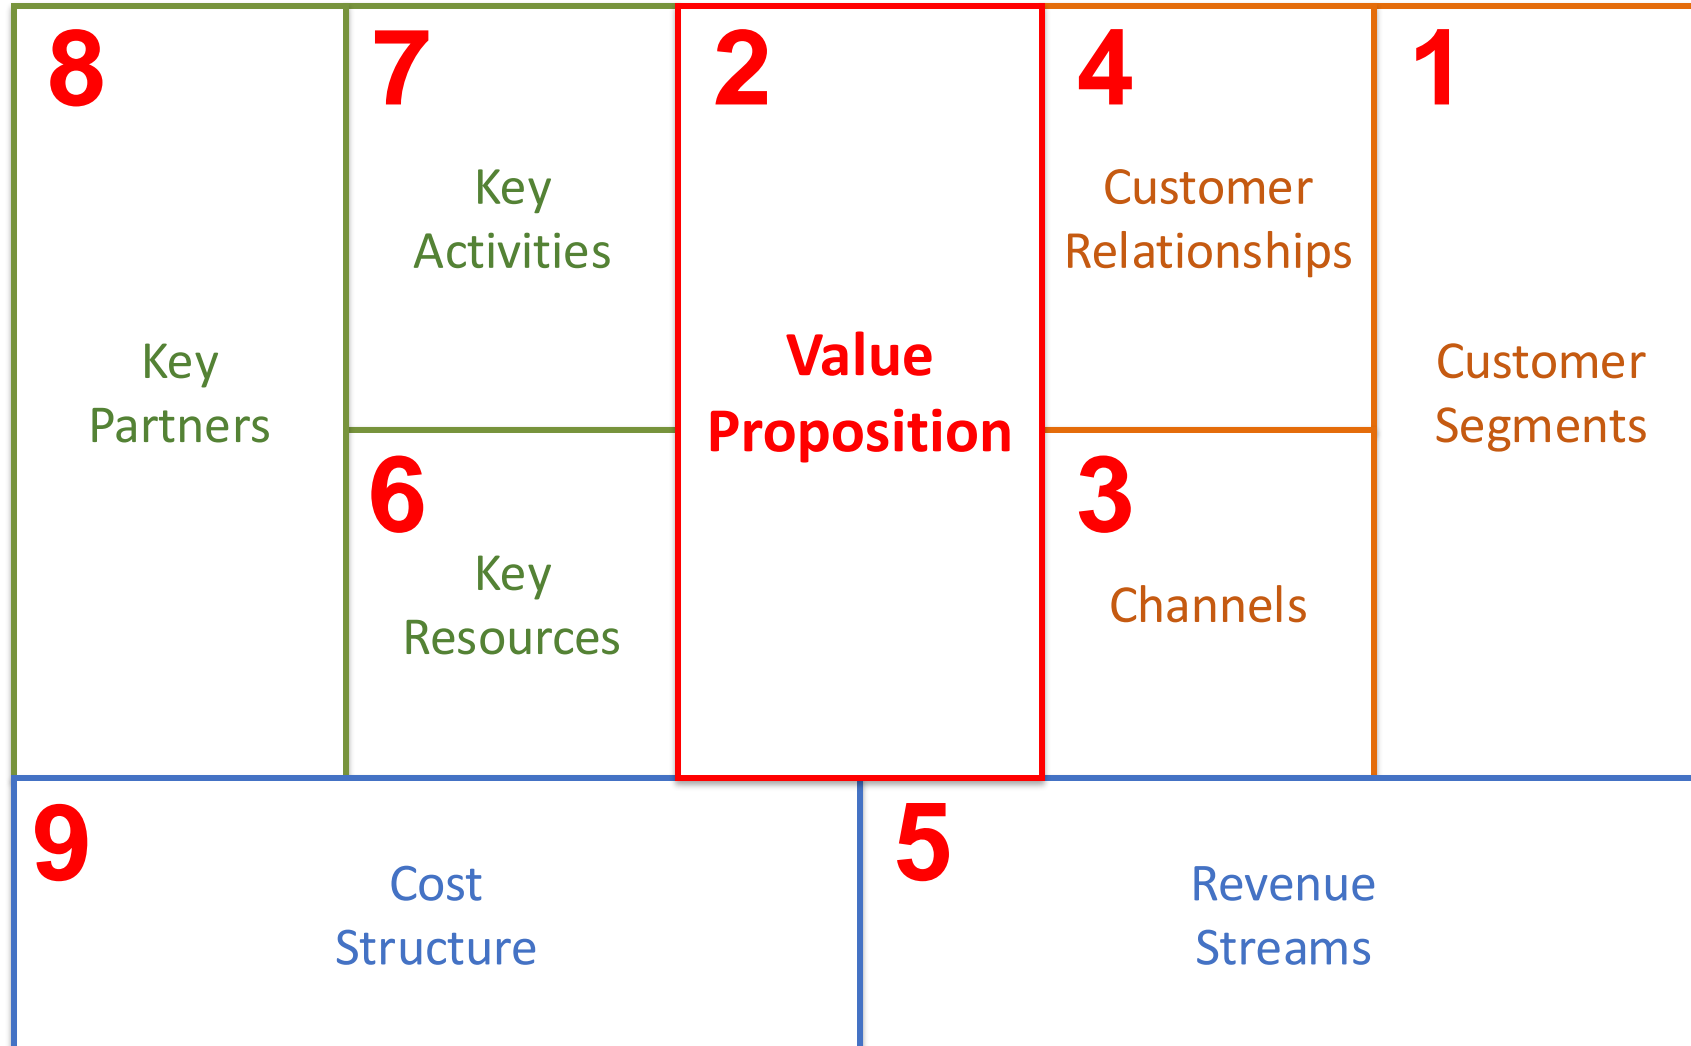 8
Key
Partners
7
Key
Activities
6
Key
Resources
2
Value
Proposition
4
Customer
Relationships
3
Channels
1
Customer
Segments
9
Cost
Structure
5
Revenue
Streams